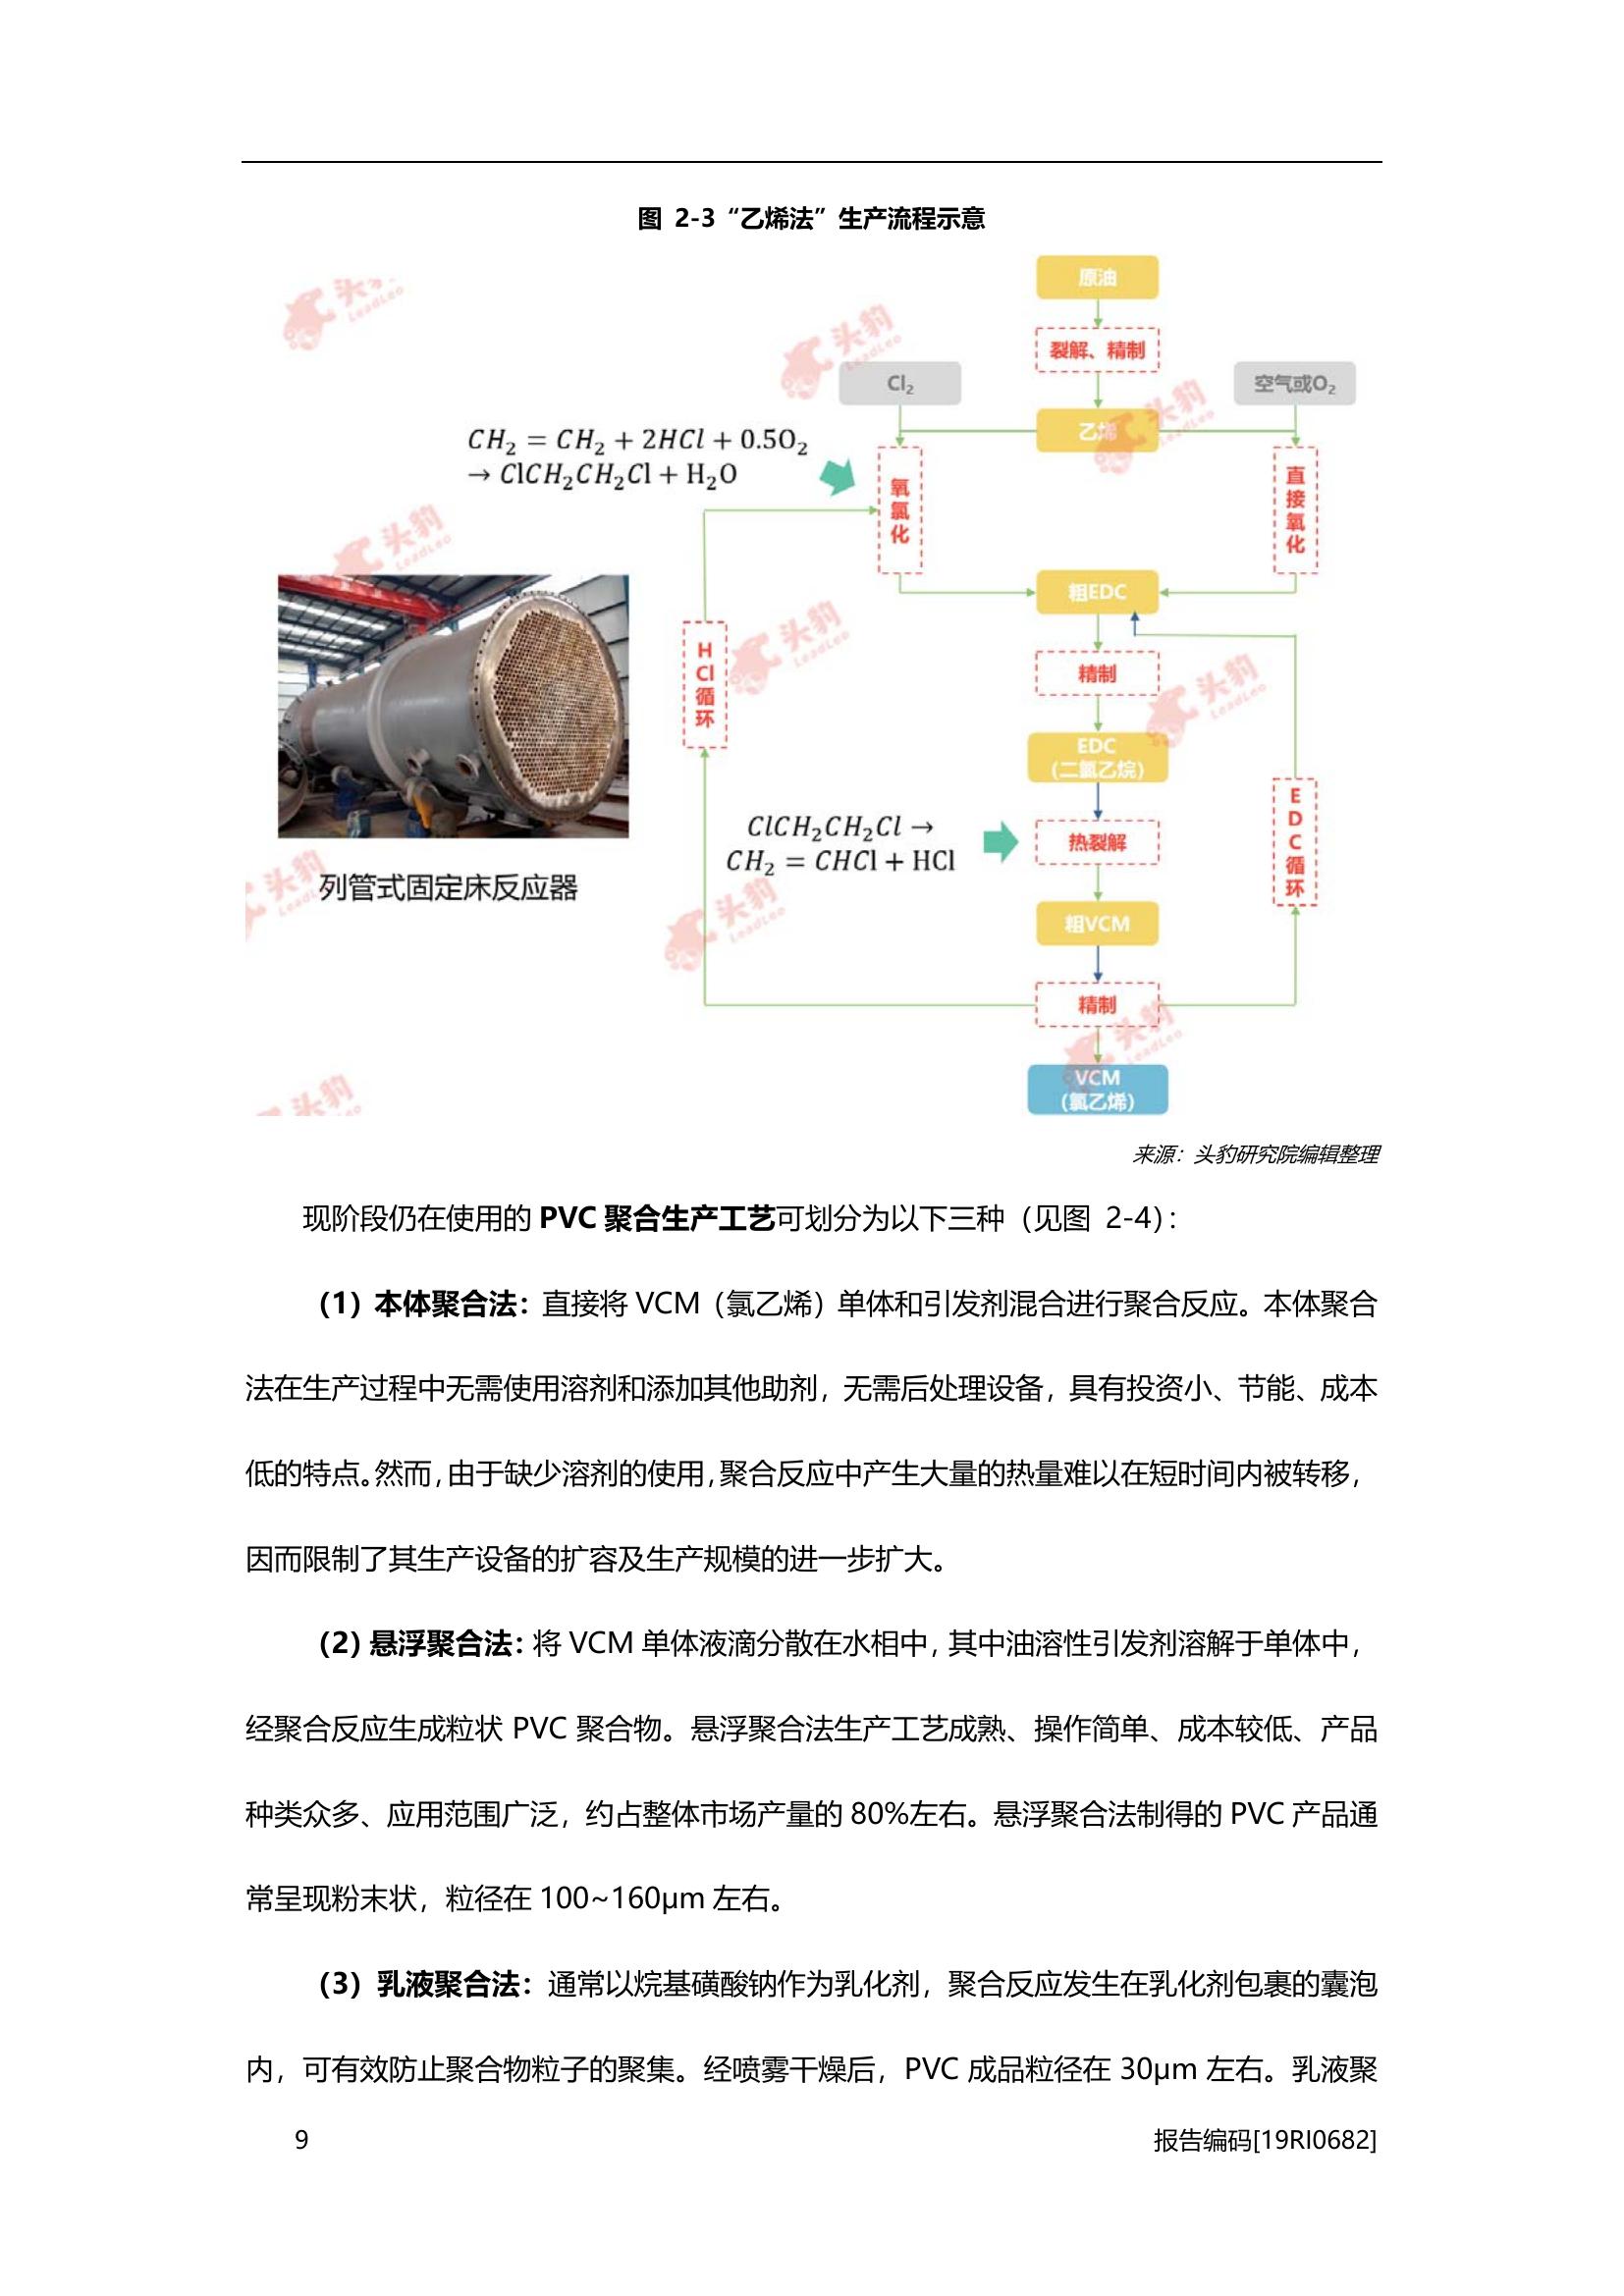 图 2-3“乙烯法”生产流程示意
原油
裂解、精制
Cl₂
空气或O₂
乙烯
CH₂ = CH₂ + 2HCl + 0.5O₂
→ ClCH₂CH₂Cl + H₂O
氧氯化
直接氧化
粗EDC
HCl循环
精制
EDC
(二氯乙烷)
EDC循环
ClCH₂CH₂Cl →
CH₂ = CHCl + HCl
热裂解
列管式固定床反应器
粗VCM
精制
VCM
(氯乙烯)
头豹
LeadLeo
来源：头豹研究院编辑整理
现阶段仍在使用的 PVC 聚合生产工艺可划分为以下三种（见图 2-4）：
（1）本体聚合法：直接将 VCM（氯乙烯）单体和引发剂混合进行聚合反应。本体聚合
法在生产过程中无需使用溶剂和添加其他助剂，无需后处理设备，具有投资小、节能、成本
低的特点。然而，由于缺少溶剂的使用，聚合反应中产生大量的热量难以在短时间内被转移，
因而限制了其生产设备的扩容及生产规模的进一步扩大。
（2）悬浮聚合法：将 VCM 单体液滴分散在水相中，其中油溶性引发剂溶解于单体中，
经聚合反应生成粒状 PVC 聚合物。悬浮聚合法生产工艺成熟、操作简单、成本较低、产品
种类众多、应用范围广泛，约占整体市场产量的 80%左右。悬浮聚合法制得的 PVC 产品通
常呈现粉末状，粒径在 100~160μm 左右。
（3）乳液聚合法：通常以烷基磺酸钠作为乳化剂，聚合反应发生在乳化剂包裹的囊泡
内，可有效防止聚合物粒子的聚集。经喷雾干燥后，PVC 成品粒径在 30μm 左右。乳液聚
9
报告编码[19RI0682]